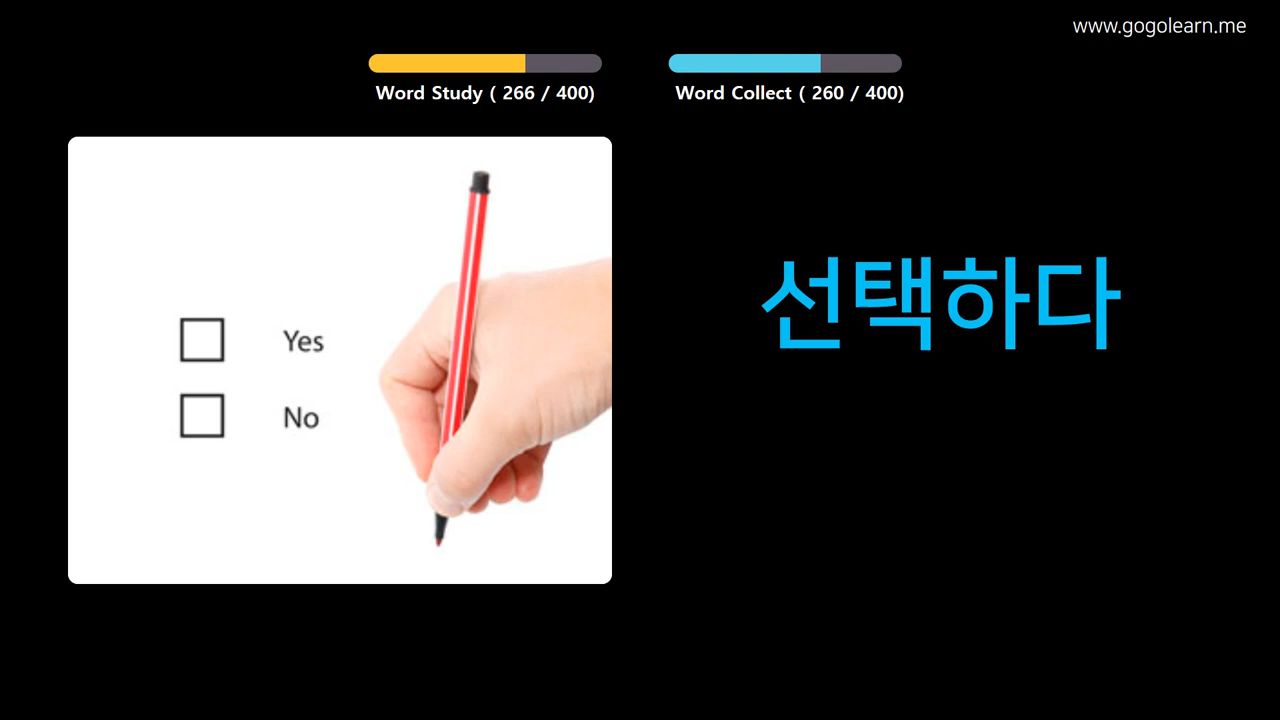 www.gogolearn.me
Word Study ( 266 / 400)
Word Collect ( 260 / 400)
Yes
No
선택하다